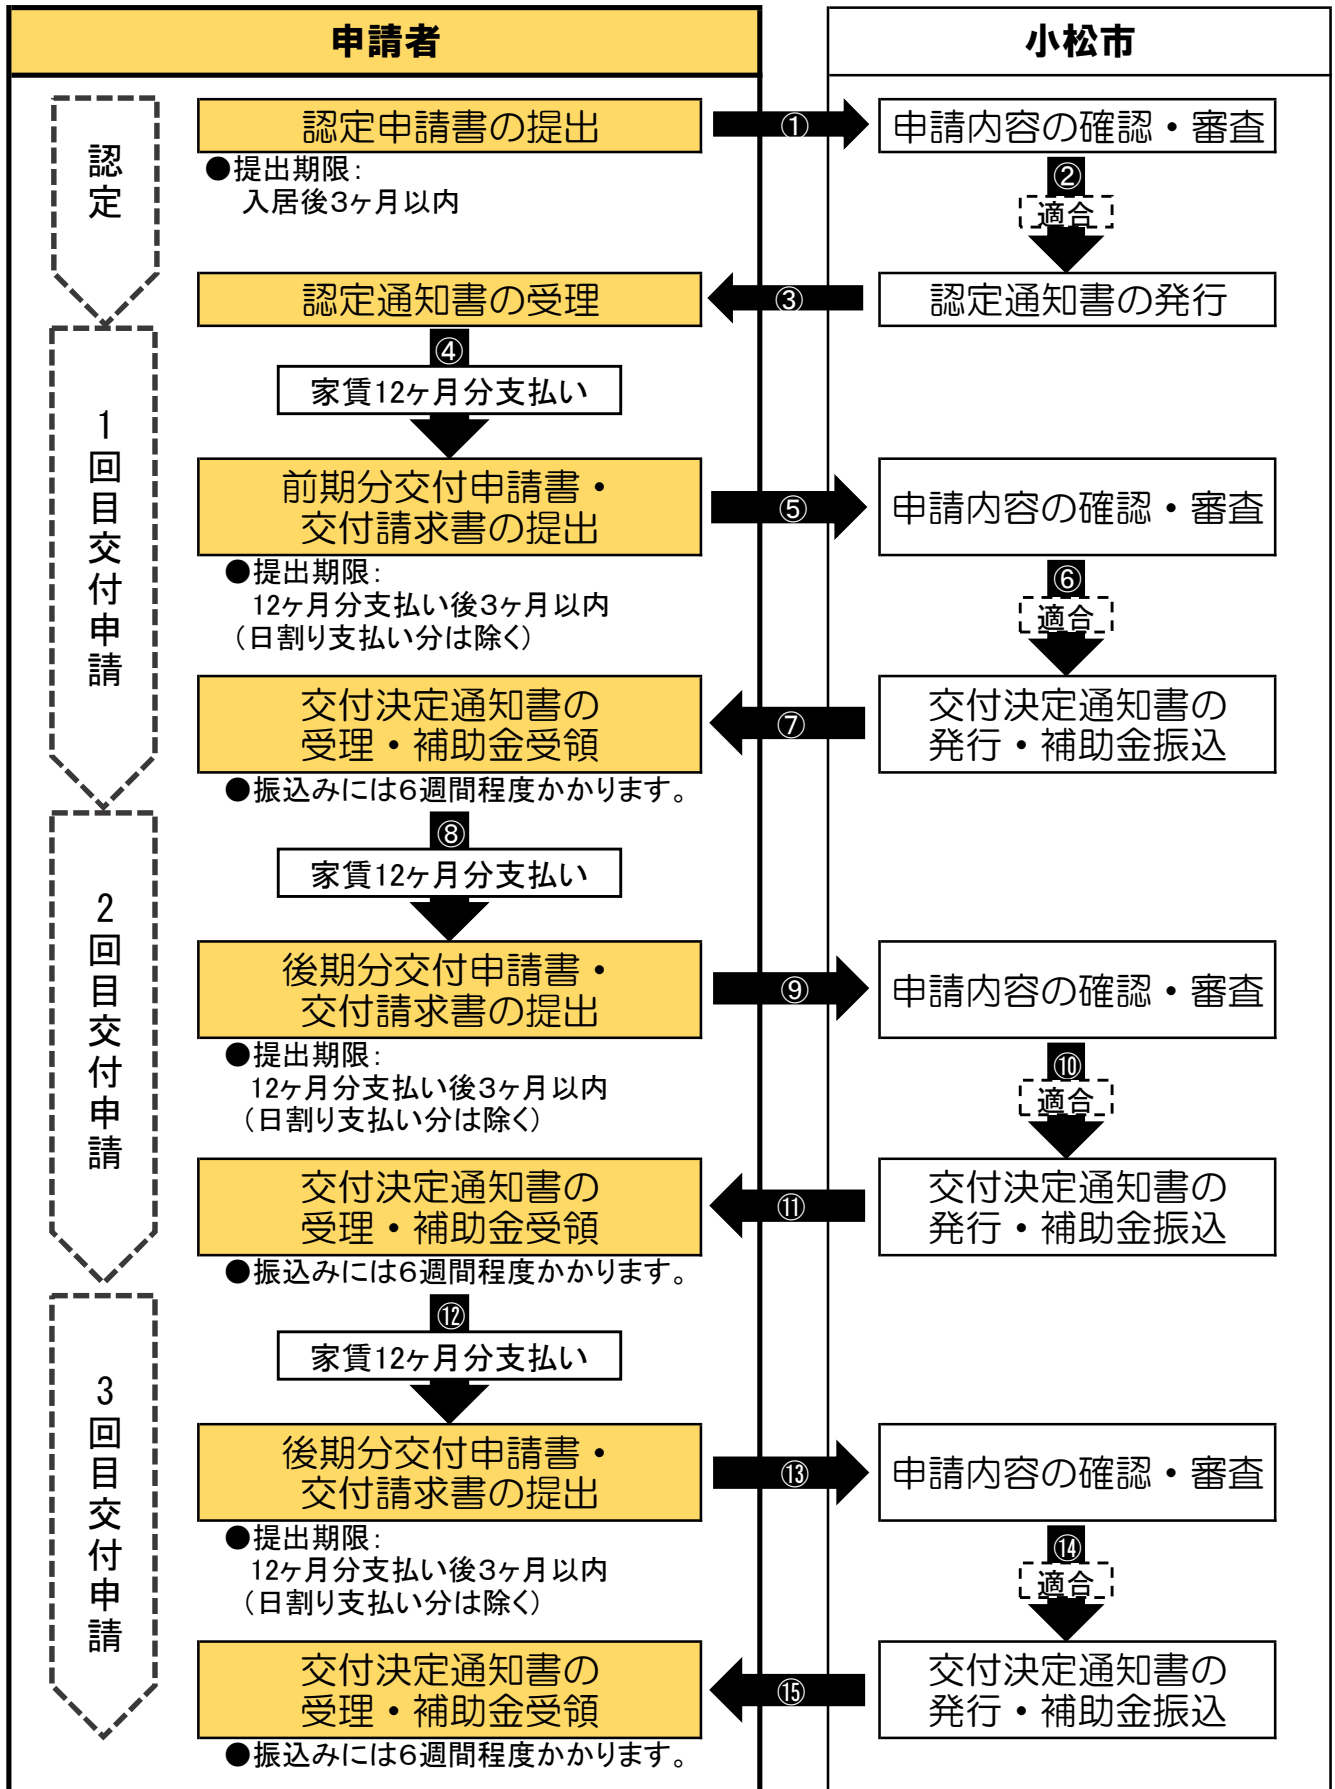 申請者
小松市
認定
認定申請書の提出
①
申請内容の確認・審査
●提出期限：
入居後3ヶ月以内
②
適合
認定通知書の受理
③
認定通知書の発行
1回目交付申請
④
家賃12ヶ月分支払い
前期分交付申請書・
交付請求書の提出
⑤
申請内容の確認・審査
●提出期限：
12ヶ月分支払い後3ヶ月以内
（日割り支払い分は除く）
⑥
適合
交付決定通知書の
受理・補助金受領
⑦
交付決定通知書の
発行・補助金振込
●振込みには6週間程度かかります。
2回目交付申請
⑧
家賃12ヶ月分支払い
後期分交付申請書・
交付請求書の提出
⑨
申請内容の確認・審査
●提出期限：
12ヶ月分支払い後3ヶ月以内
（日割り支払い分は除く）
⑩
適合
交付決定通知書の
受理・補助金受領
⑪
交付決定通知書の
発行・補助金振込
●振込みには6週間程度かかります。
3回目交付申請
⑫
家賃12ヶ月分支払い
後期分交付申請書・
交付請求書の提出
⑬
申請内容の確認・審査
●提出期限：
12ヶ月分支払い後3ヶ月以内
（日割り支払い分は除く）
⑭
適合
交付決定通知書の
受理・補助金受領
⑮
交付決定通知書の
発行・補助金振込
●振込みには6週間程度かかります。